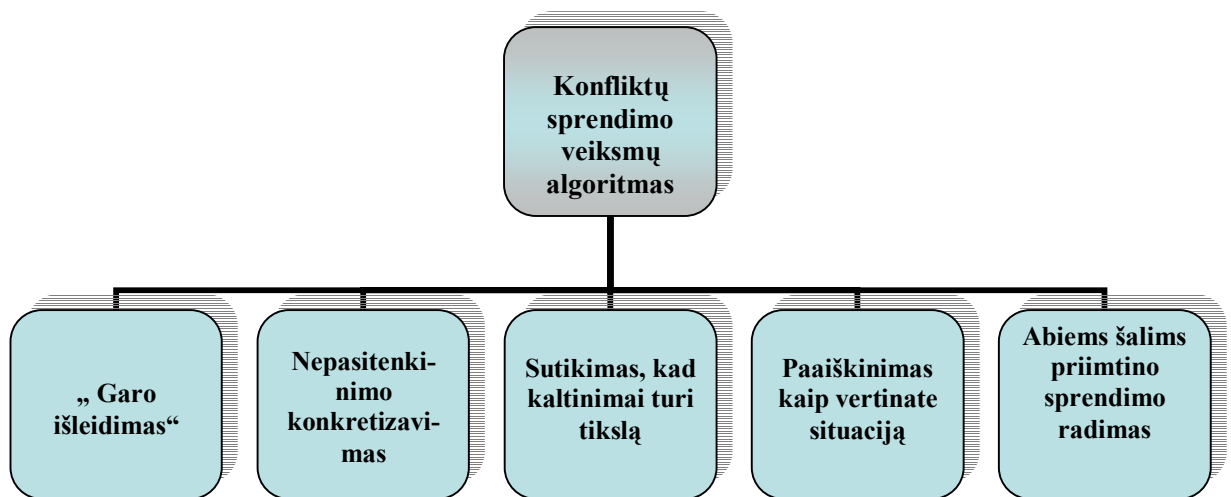 Konfliktų
sprendimo
veiksmų
algoritmas
„ Garo
išleidimas“
Nepasitenki-
nimo
konkretizavi-
mas
Sutikimas, kad
kaltinimai turi
tikslą
Paaiškinimas
kaip vertinate
situaciją
Abiems šalims
priimtino
sprendimo
radimas